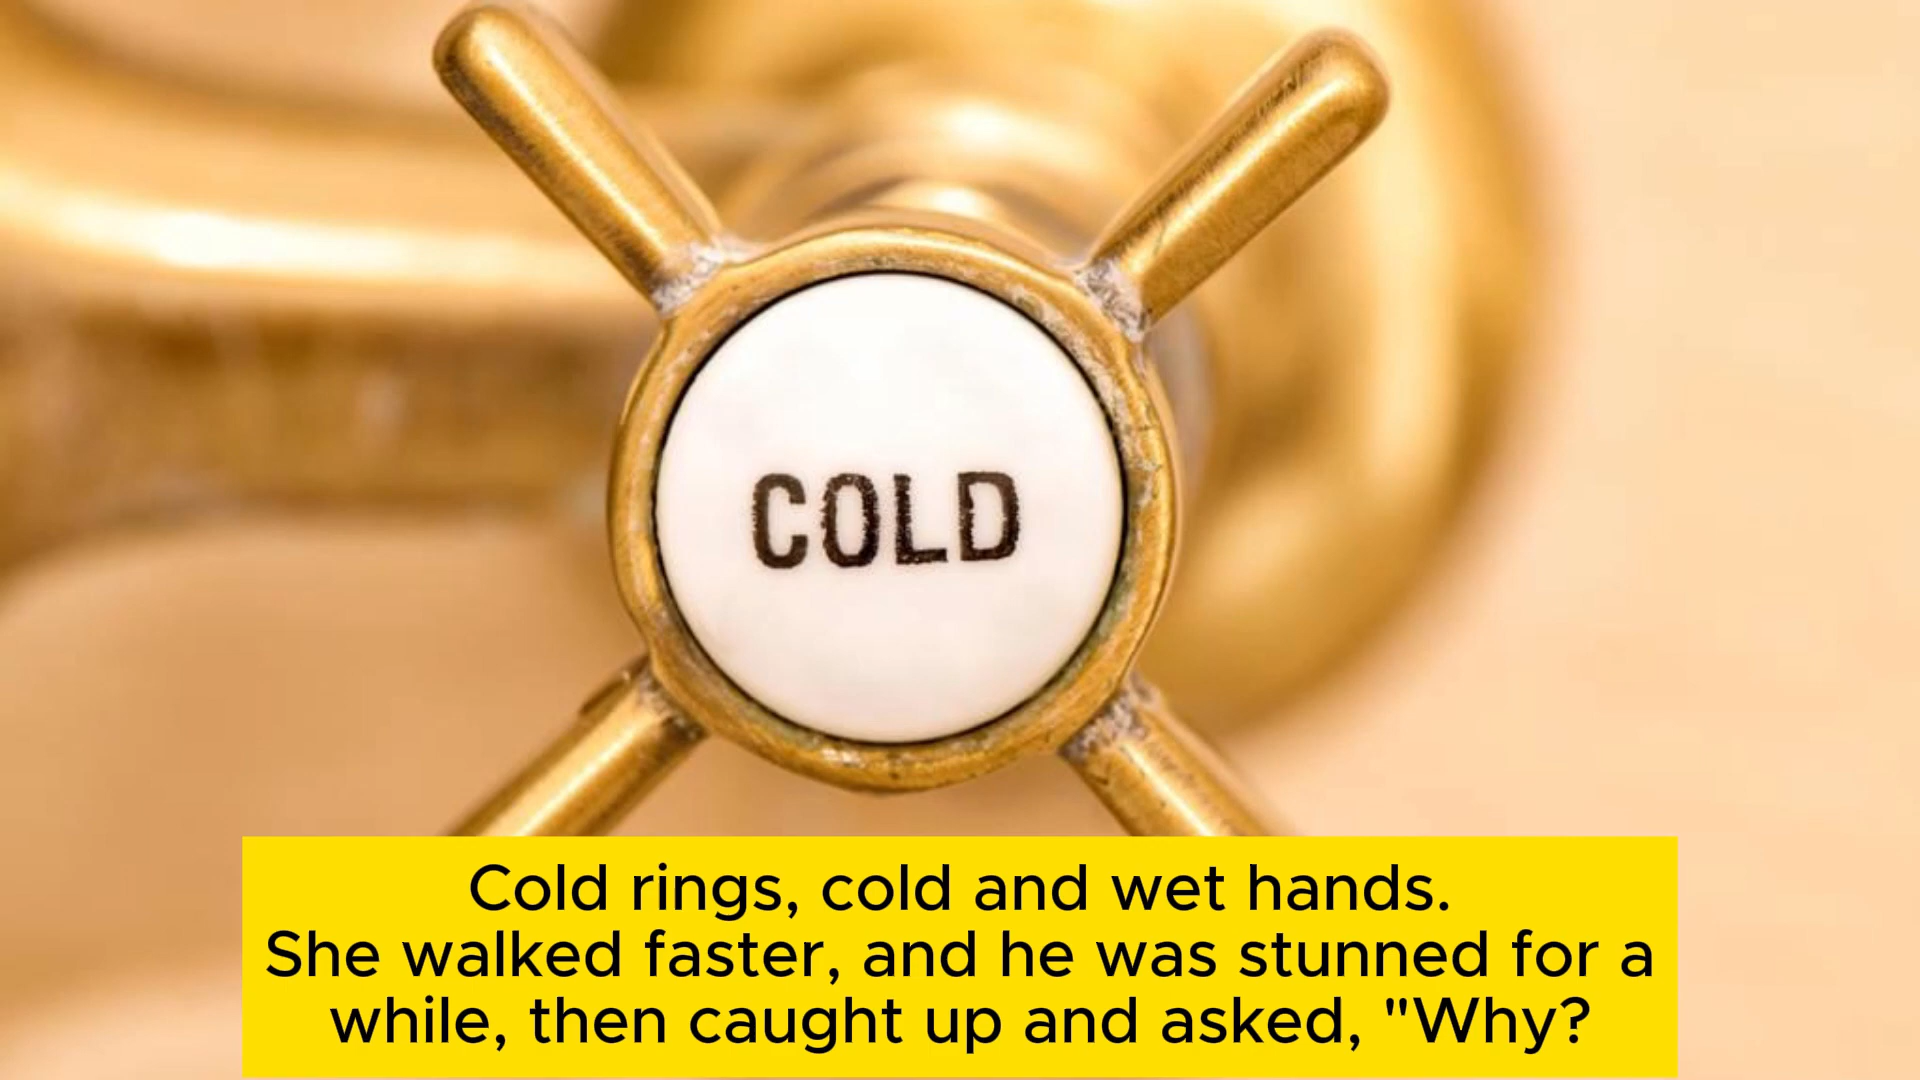 COLD
Cold rings, cold and wet hands.
She walked faster, and he was stunned for a
while, then caught up and asked, "Why?